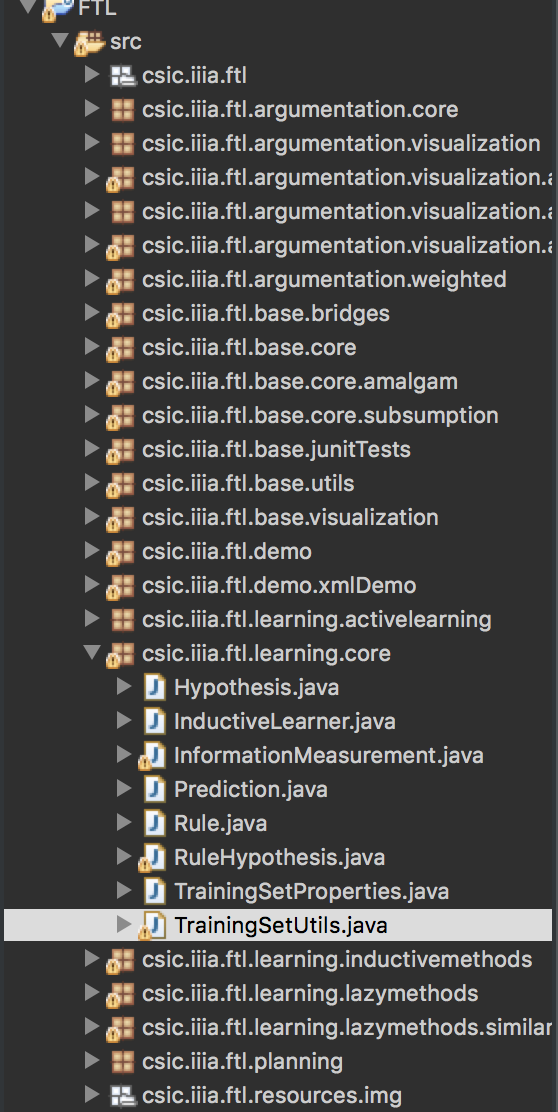 FTL
src
csic.iiia.ftl
csic.iiia.ftl.argumentation.core
csic.iiia.ftl.argumentation.visualization
csic.iiia.ftl.argumentation.visualization.a
csic.iiia.ftl.argumentation.visualization.a
csic.iiia.ftl.argumentation.visualization.a
csic.iiia.ftl.argumentation.weighted
csic.iiia.ftl.base.bridges
csic.iiia.ftl.base.core
csic.iiia.ftl.base.core.amalgam
csic.iiia.ftl.base.core.subsumption
csic.iiia.ftl.base.junitTests
csic.iiia.ftl.base.utils
csic.iiia.ftl.base.visualization
csic.iiia.ftl.demo
csic.iiia.ftl.demo.xmlDemo
csic.iiia.ftl.learning.activelearning
csic.iiia.ftl.learning.core
Hypothesis.java
InductiveLearner.java
InformationMeasurement.java
Prediction.java
Rule.java
RuleHypothesis.java
TrainingSetProperties.java
TrainingSetUtils.java
csic.iiia.ftl.learning.inductivemethods
csic.iiia.ftl.learning.lazymethods
csic.iiia.ftl.learning.lazymethods.similar
csic.iiia.ftl.planning
csic.iiia.ftl.resources.img